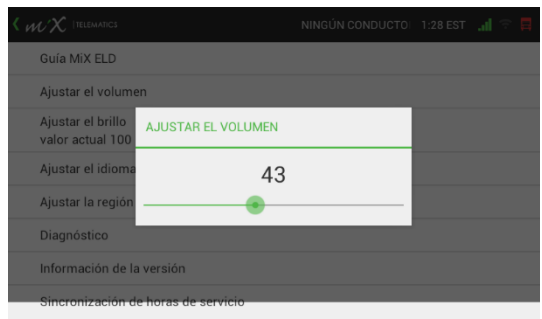 miX TELEMATICS NINGÚN CONDUCTO 1:28 EST
Guía MiX ELD
Ajustar el volumen
Ajustar el brillo
valor actual 100
AJUSTAR EL VOLUMEN
43
Ajustar el idioma
Ajustar la región
Diagnóstico
Información de la versión
Sincronización de horas de servicio